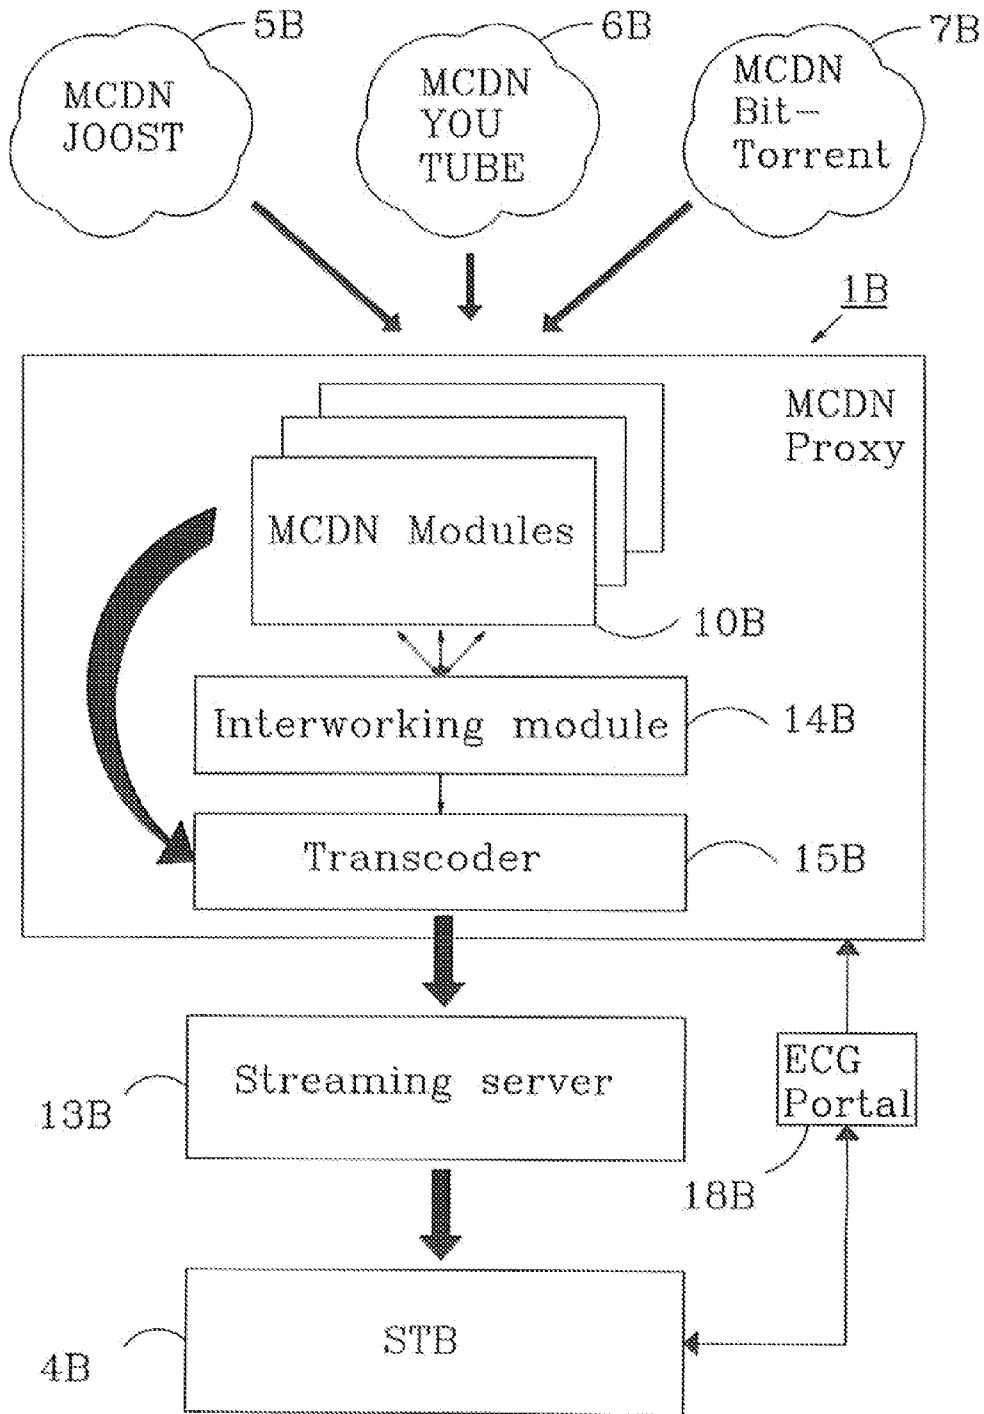 5B
6B
7B
MCDN
JOOST
MCDN
YOU
TUBE
MCDN
Bit-
Torrent
1B
MCDN
Proxy
MCDN Modules
10B
Interworking module
14B
Transcoder
15B
Streaming server
13B
ECG
Portal
18B
STB
4B